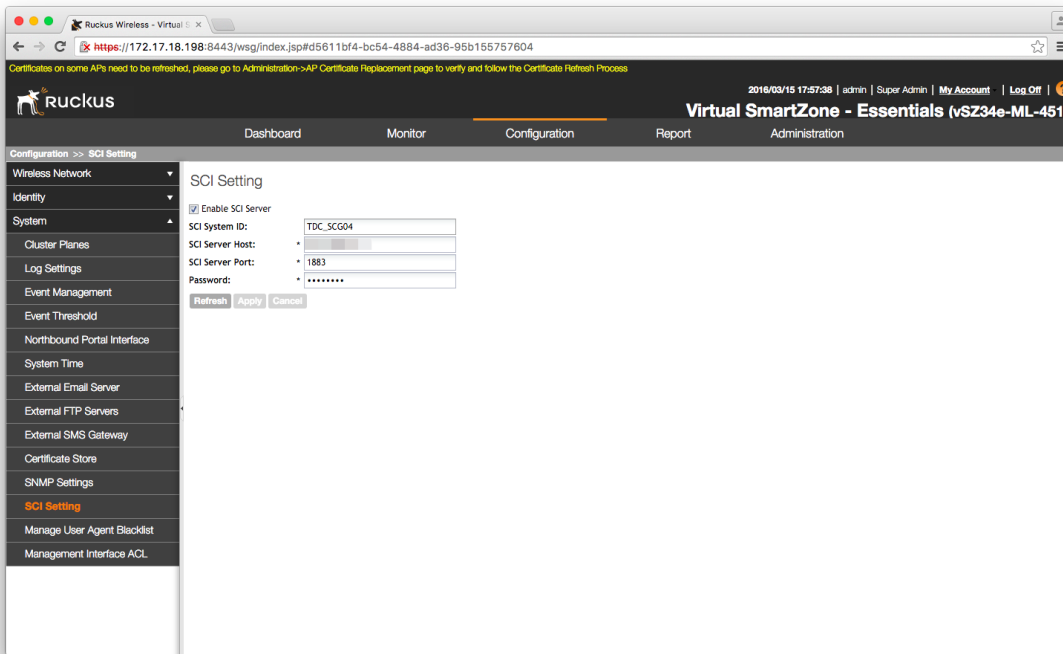 Ruckus Wireless - Virtual S
https://172.17.18.198:8443/wsg/index.jsp#d5611bf4-bc54-4884-ad36-95b155757604
Certificates on some APs need to be refreshed, please go to Administration->AP Certificate Replacement page to verify and follow the Certificate Refresh Process
2016/03/15 17:57:38 | admin | Super Admin | My Account | Log Off |
RUCKUS
Virtual SmartZone - Essentials (vSZ34e-ML-451
Dashboard Monitor Configuration Report Administration
Configuration >> SCI Setting
Wireless Network
Identity
System
Cluster Planes
Log Settings
Event Management
Event Threshold
Northbound Portal Interface
System Time
External Email Server
External FTP Servers
External SMS Gateway
Certificate Store
SNMP Settings
SCI Setting
Manage User Agent Blacklist
Management Interface ACL
SCI Setting
Enable SCI Server
SCI System ID: TDC_SCG04
SCI Server Host: *
SCI Server Port: * 1883
Password: * ••••••••
Refresh Apply Cancel